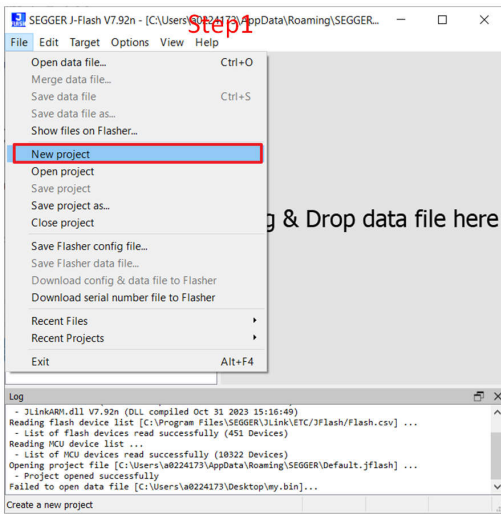 SEGGER J-Flash V7.92n - [C:\Users\a0224173\AppData\Roaming\SEGGER...
Step1
File Edit Target Options View Help
Open data file... Ctrl+O
Merge data file...
Save data file Ctrl+S
Save data file as...
Show files on Flasher...
New project
Open project
Save project
Save project as...
Close project
g & Drop data file here
Save Flasher config file...
Save Flasher data file...
Download config & data file to Flasher
Download serial number file to Flasher
Recent Files
Recent Projects
Exit Alt+F4
Log
- JLinkARM.dll V7.92n (DLL compiled Oct 31 2023 15:16:49)
Reading flash device list [C:\Program Files\SEGGER\JLink\ETC/JFlash/Flash.csv] ...
- List of flash devices read successfully (451 Devices)
Reading MCU device list ...
- List of MCU devices read successfully (10322 Devices)
Opening project file [C:\Users\a0224173\AppData\Roaming\SEGGER\Default.jflash] ...
- Project opened successfully
Failed to open data file [C:\Users\a0224173\Desktop\my.bin]...
Create a new project